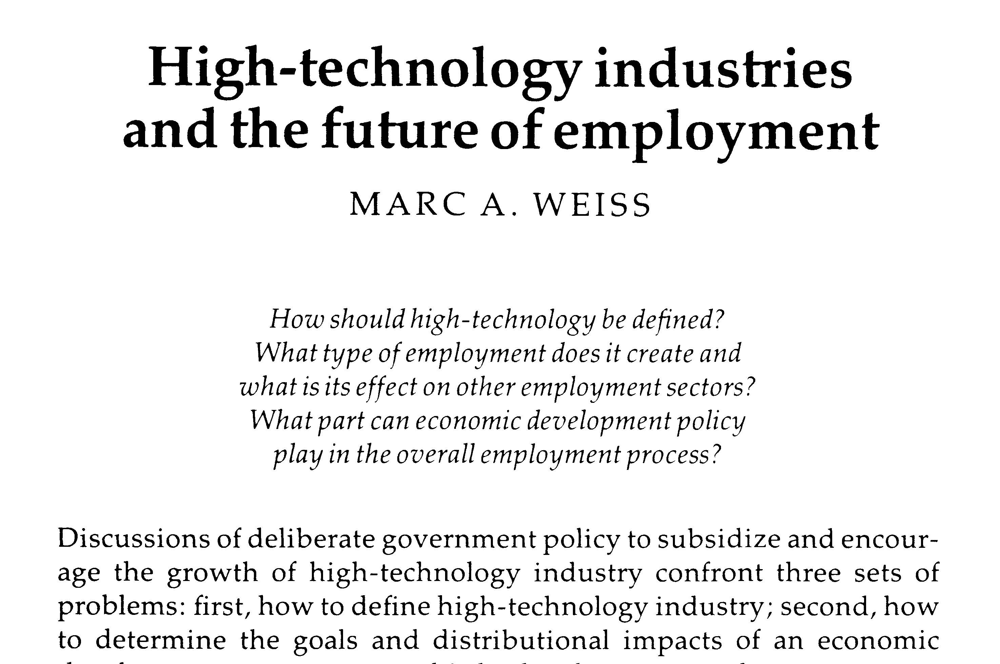 High-technology industries
and the future of employment
MARC A. WEISS
How should high-technology be defined?
What type of employment does it create and
what is its effect on other employment sectors?
What part can economic development policy
play in the overall employment process?
Discussions of deliberate government policy to subsidize and encour-
age the growth of high-technology industry confront three sets of
problems: first, how to define high-technology industry; second, how
to determine the goals and distributional impacts of an economic